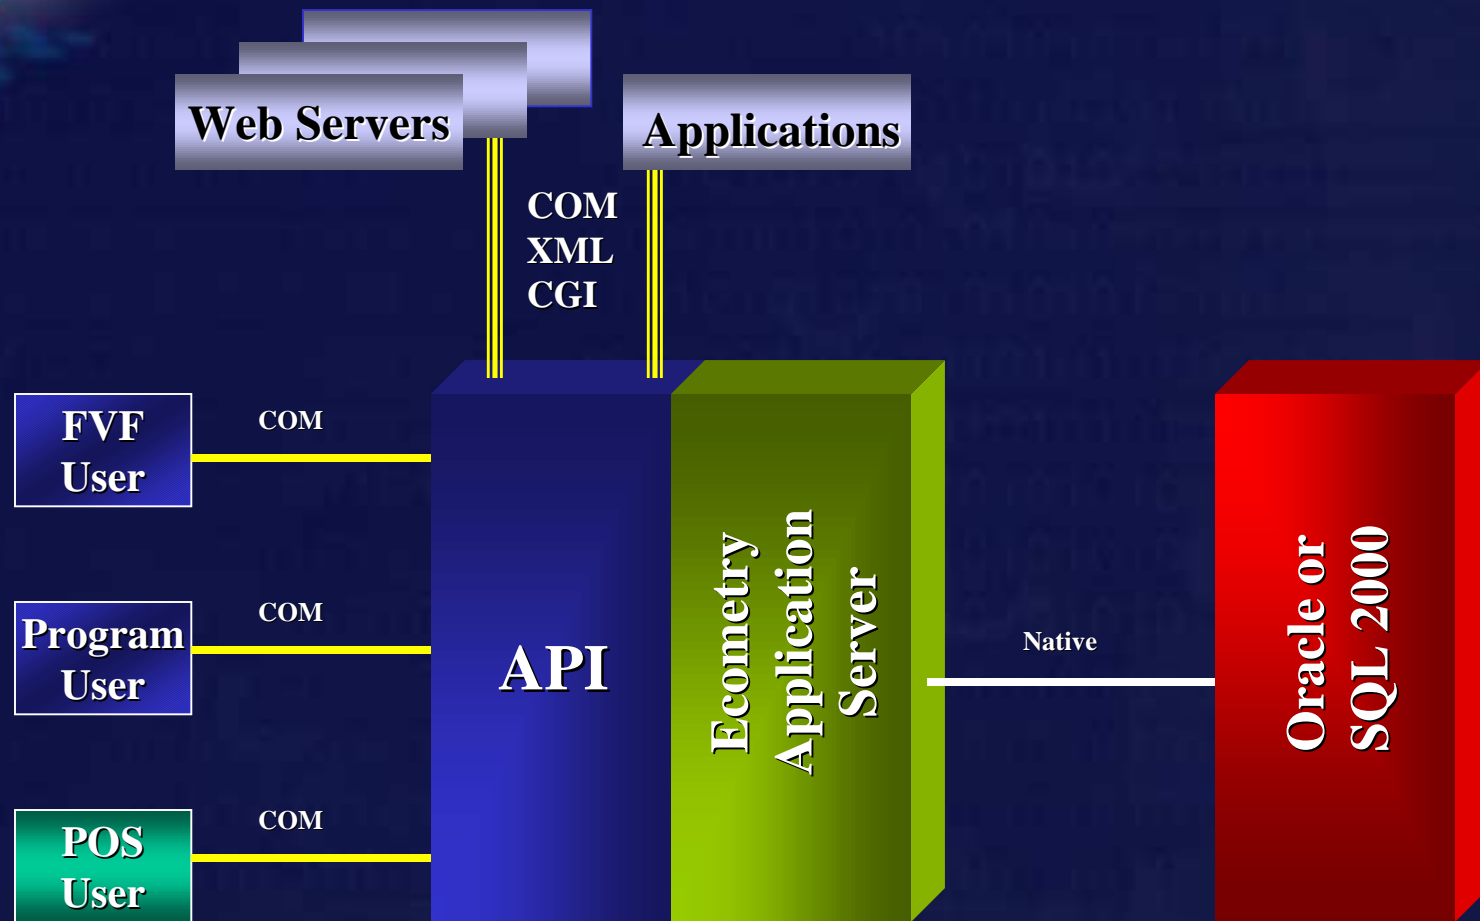 Web Servers
Applications
COM
XML
CGI
FVF
User
COM
Program
User
COM
POS
User
COM
API
Ecometry
Application
Server
Native
Oracle or
SQL 2000